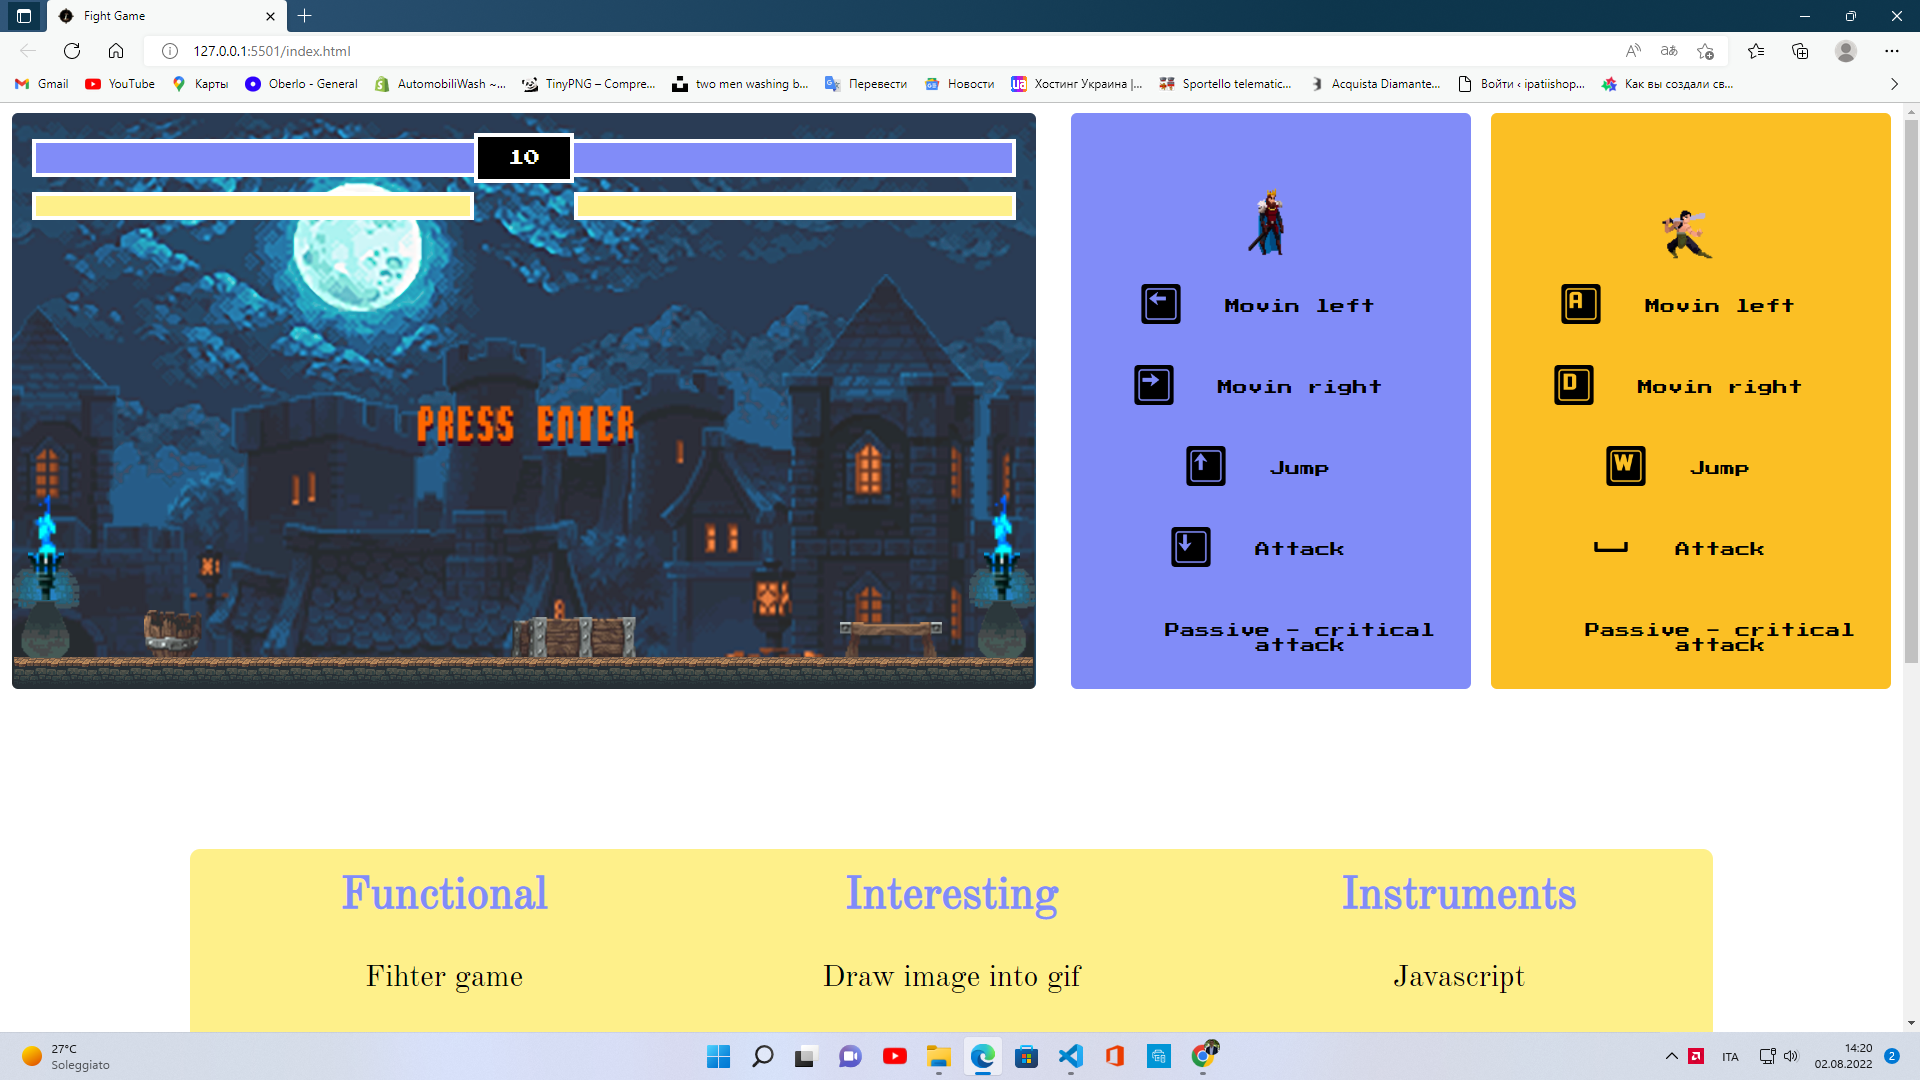 Fight Game
127.0.0.1:5501/index.html
Gmail
YouTube
Карты
Oberlo - General
AutomobiliWash ~...
TinyPNG – Compre...
two men washing b...
Перевести
Новости
Хостинг Украина |...
Sportello telematic...
Acquista Diamante...
Войти ‹ ipatiishop...
Как вы создали св...
10
PRESS ENTER
Movin left
Movin right
Jump
Attack
Passive - critical
attack
A Movin left
D Movin right
W Jump
Attack
Passive - critical
attack
Functional
Fihter game
Interesting
Draw image into gif
Instruments
Javascript
27°C
Soleggiato
ITA
14:20
02.08.2022
2